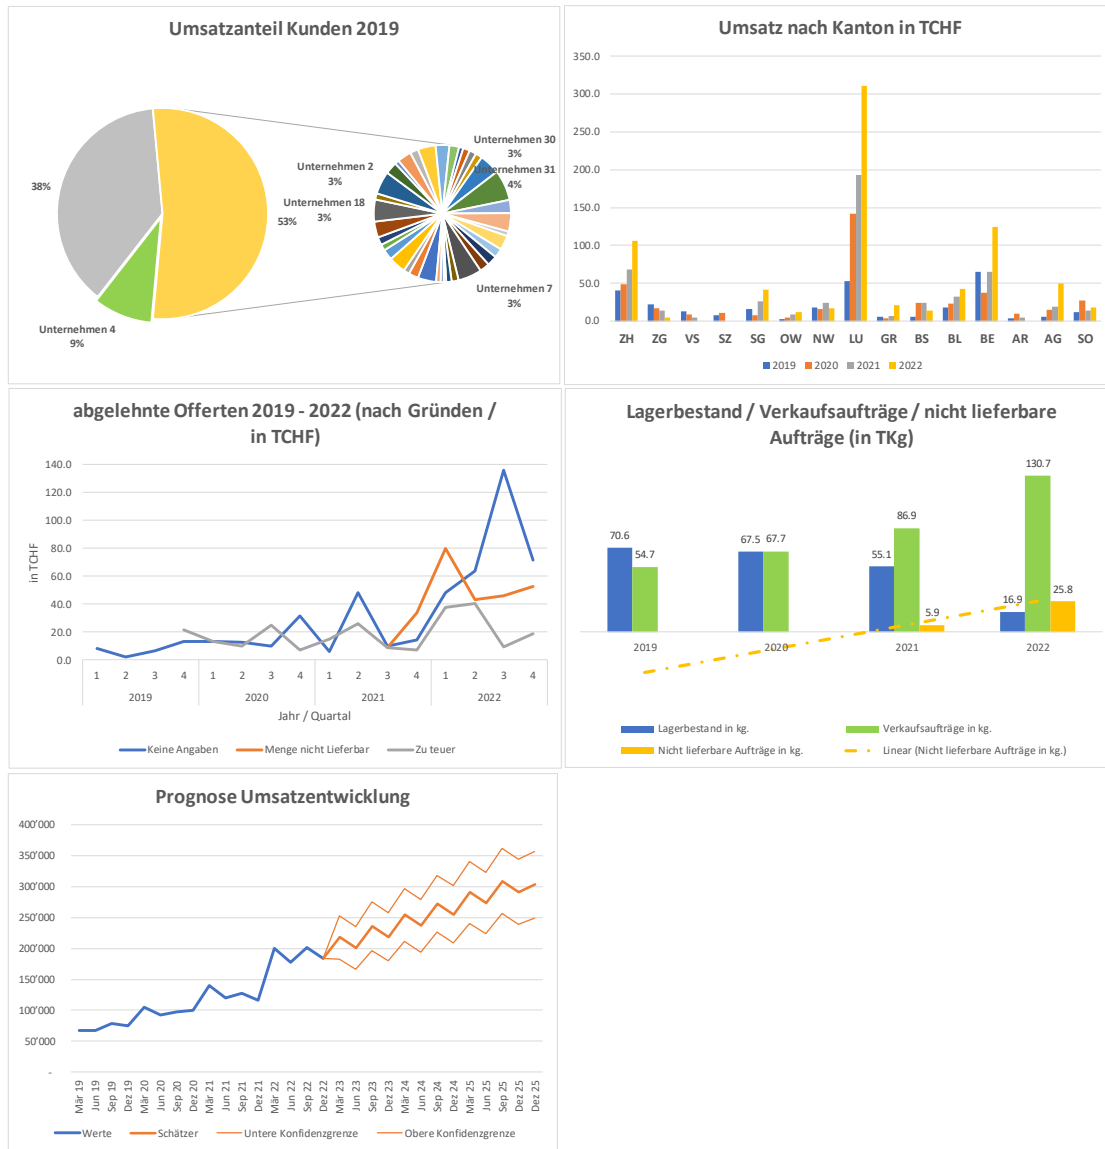 Umsatzanteil Kunden 2019
38%
53%
Unternehmen 4
9%
Unternehmen 2
3%
Unternehmen 18
3%
Unternehmen 30
3%
Unternehmen 31
4%
Unternehmen 7
3%
Umsatz nach Kanton in TCHF
350.0
300.0
250.0
200.0
150.0
100.0
50.0
0.0
ZH ZG VS SZ SG OW NW LU GR BS BL BE AR AG SO
2019 2020 2021 2022
abgelehnte Offerten 2019 - 2022 (nach Gründen /
in TCHF)
in TCHF
140.0
120.0
100.0
80.0
60.0
40.0
20.0
0.0
1 2 3 4 1 2 3 4 1 2 3 4 1 2 3 4
2019 2020 2021 2022
Jahr / Quartal
Keine Angaben Menge nicht Lieferbar Zu teuer
Lagerbestand / Verkaufsaufträge / nicht lieferbare
Aufträge (in TKg)
70.6 54.7 67.5 67.7 55.1 86.9 5.9 16.9 130.7 25.8
2019 2020 2021 2022
Lagerbestand in kg. Verkaufsaufträge in kg.
Nicht lieferbare Aufträge in kg. Linear (Nicht lieferbare Aufträge in kg.)
Prognose Umsatzentwicklung
400'000
350'000
300'000
250'000
200'000
150'000
100'000
50'000
-
Mär 19
Jun 19
Sep 19
Dez 19
Mär 20
Jun 20
Sep 20
Dez 20
Mär 21
Jun 21
Sep 21
Dez 21
Mär 22
Jun 22
Sep 22
Dez 22
Mär 23
Jun 23
Sep 23
Dez 23
Mär 24
Jun 24
Sep 24
Dez 24
Mär 25
Jun 25
Sep 25
Dez 25
Dez 25
Werte Schätzer Untere Konfidenzgrenze Obere Konfidenzgrenze